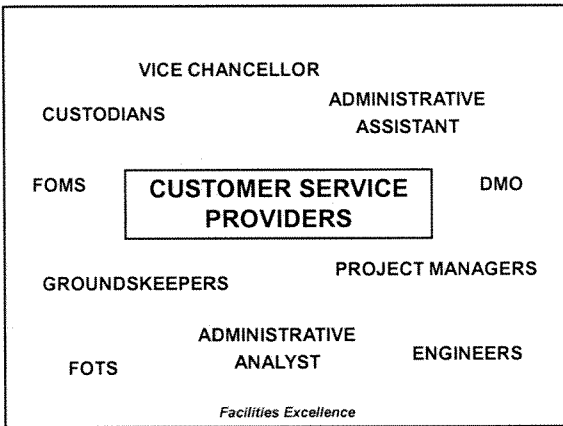 VICE CHANCELLOR
CUSTODIANS
ADMINISTRATIVE
ASSISTANT
FOMS
CUSTOMER SERVICE
PROVIDERS
DMO
GROUNDSKEEPERS
PROJECT MANAGERS
FOTS
ADMINISTRATIVE
ANALYST
ENGINEERS
Facilities Excellence